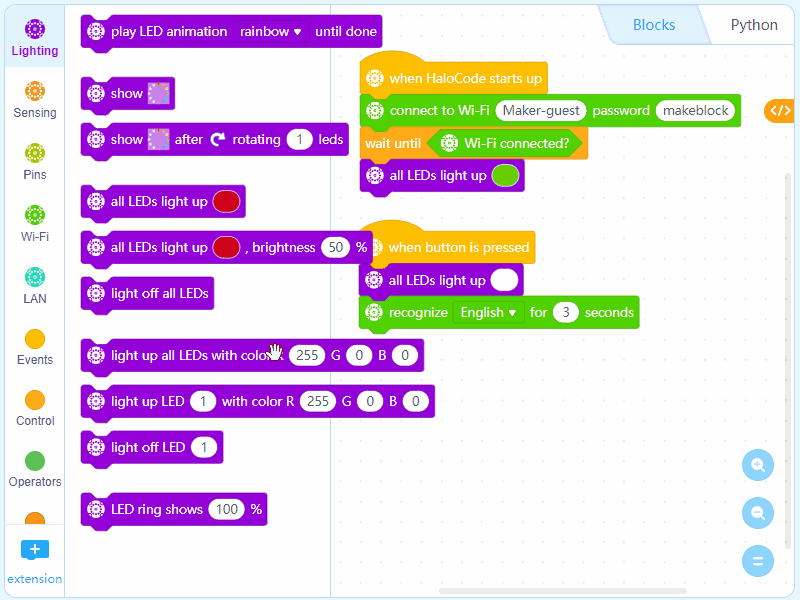 Lighting
Sensing
Pins
Wi-Fi
LAN
Events
Control
Operators
+
extension
play LED animation rainbow ▾ until done
show
show after rotating 1 leds
all LEDs light up
all LEDs light up , brightness 50 %
light off all LEDs
light up all LEDs with color R 255 G 0 B 0
light up LED 1 with color R 255 G 0 B 0
light off LED 1
LED ring shows 100 %
Blocks Python
</>
when HaloCode starts up
connect to Wi-Fi Maker-guest password makeblock
wait until Wi-Fi connected?
all LEDs light up
when button is pressed
all LEDs light up
recognize English ▾ for 3 seconds